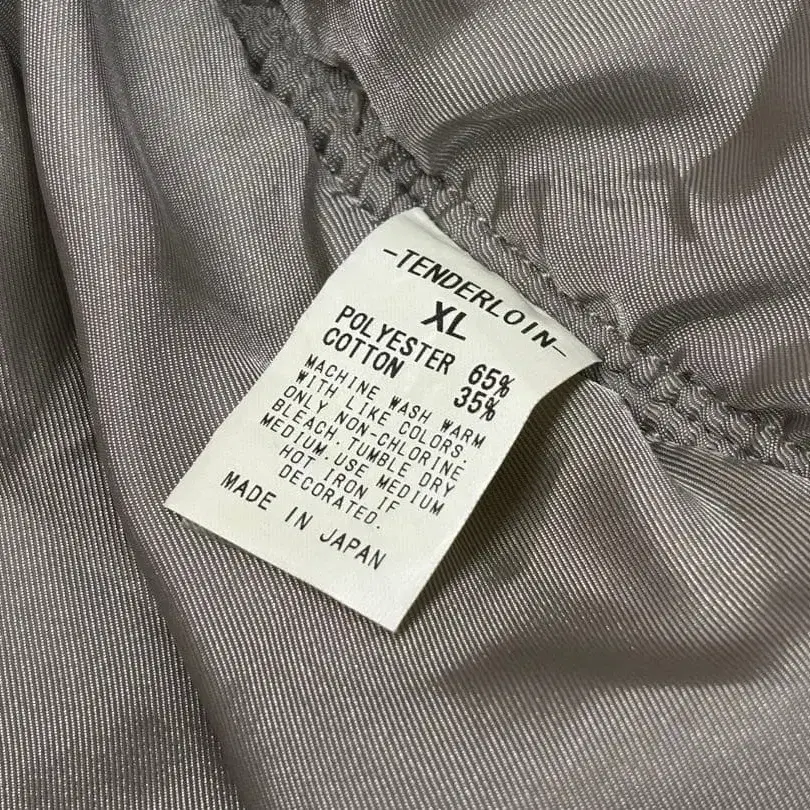 -TENDERLOIN-
XL
POLYESTER 65%
COTTON 35%
MACHINE WASH WARM
WITH LIKE COLORS.
ONLY NON-CHLORINE
BLEACH.TUMBLE DRY
MEDIUM.USE MEDIUM
HOT IRON IF
DECORATED.
MADE IN JAPAN